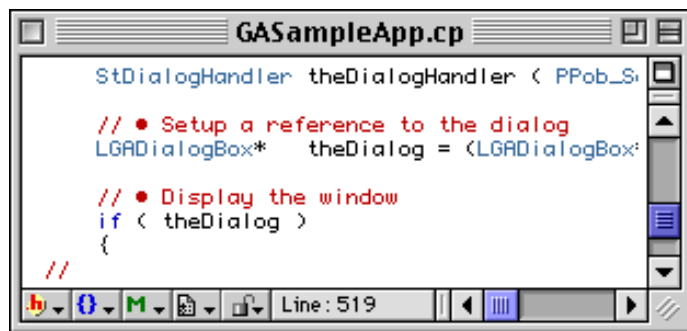 GASampleApp.cp
StDialogHandler theDialogHandler ( PPob_S
// • Setup a reference to the dialog
LGADialogBox* theDialog = (LGADialogBox*
// • Display the window
if ( theDialog )
{
//
h {} M Line: 519